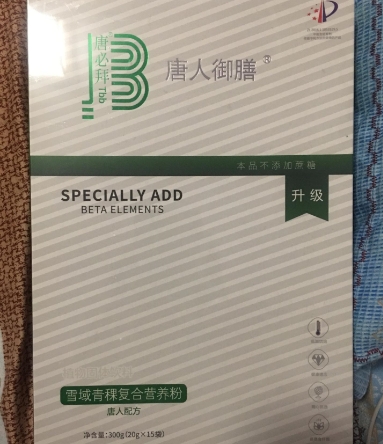 唐必拜 Tbb
唐人御膳®
本品不添加蔗糖
SPECIALLY ADD
BETA ELEMENTS
升级
雪域青稞复合营养粉
唐人配方
净含量:300g(20g×15袋)